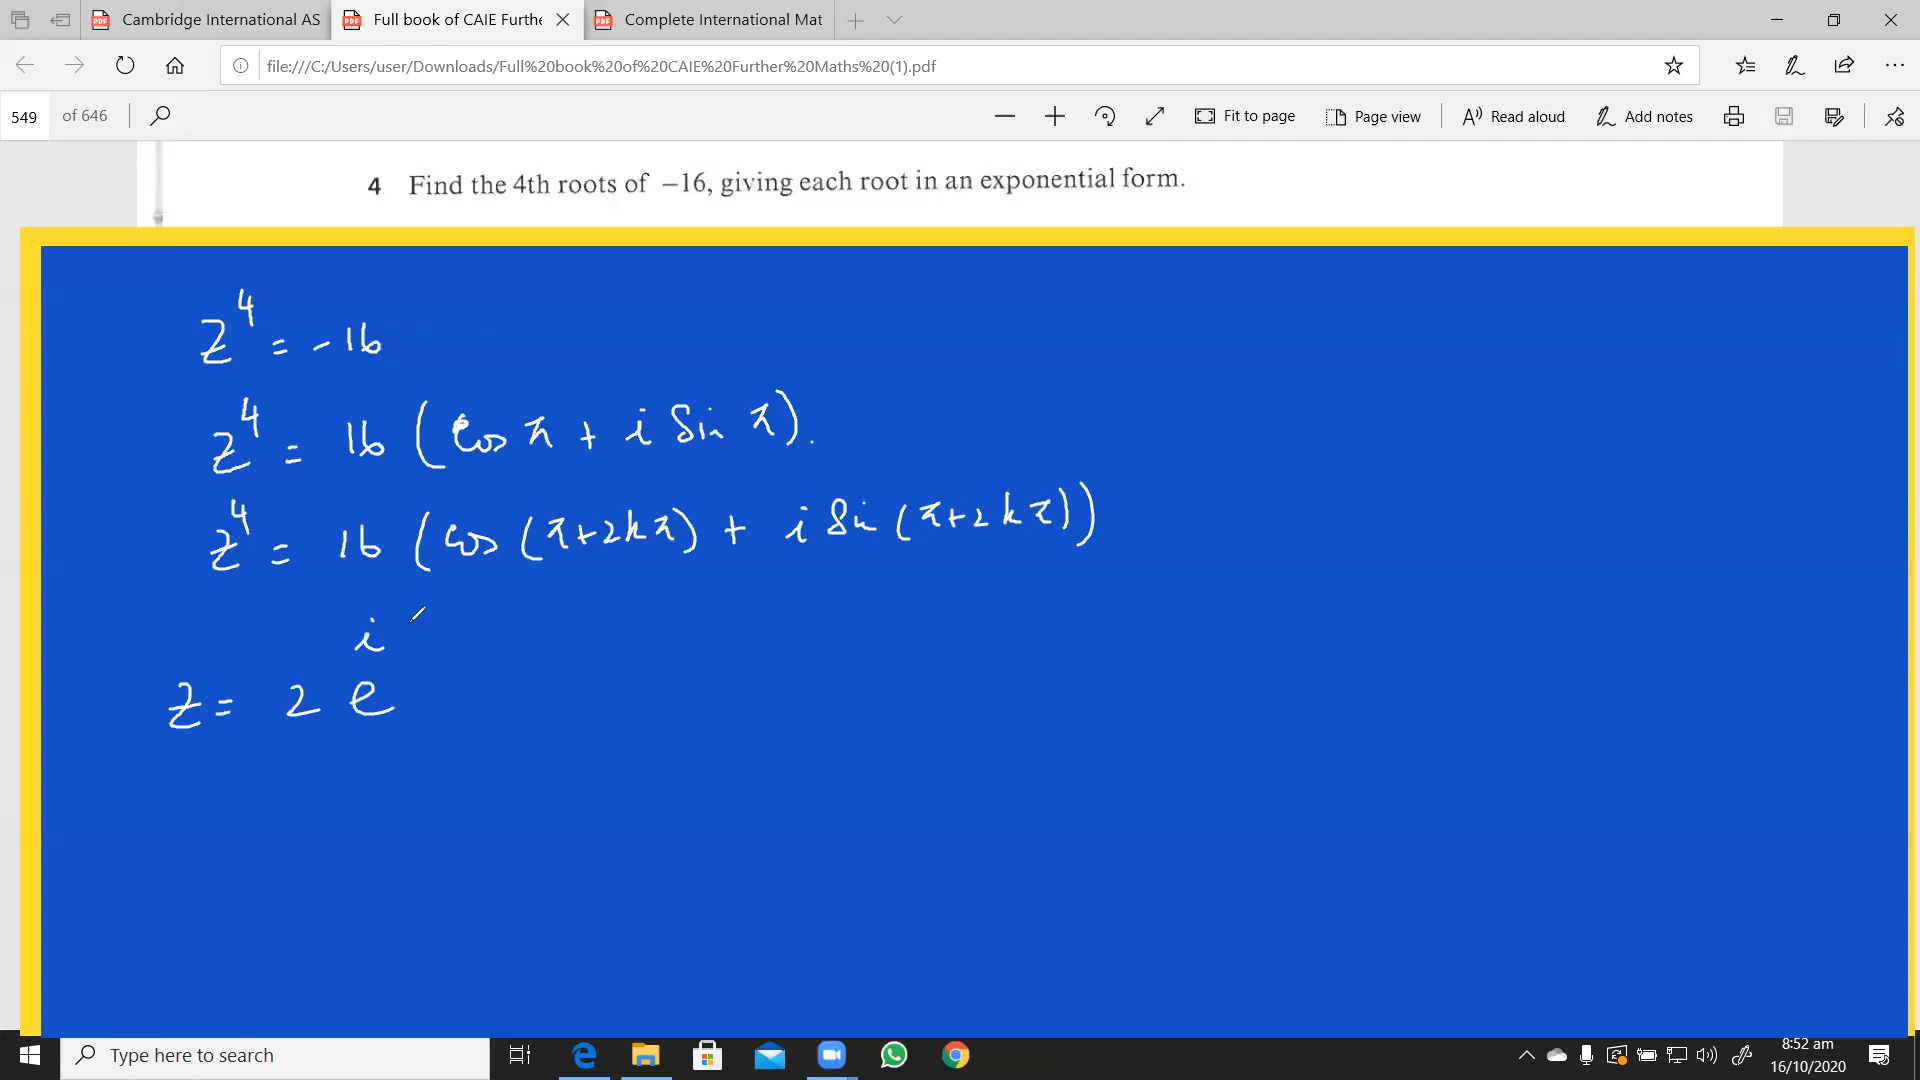 Cambridge International AS
Full book of CAIE Furthe
Complete International Mat
file:///C:/Users/user/Downloads/Full%20book%20of%20CAIE%20Further%20Maths%20(1).pdf
549 of 646
Fit to page
Page view
Read aloud
Add notes
4 Find the 4th roots of −16, giving each root in an exponential form.
z⁴ = -16
z⁴ = 16 (cos π + i sin π).
z⁴ = 16 (cos (π+2kπ) + i sin (π+2kπ))
i
z = 2 e
Type here to search
8:52 am
16/10/2020